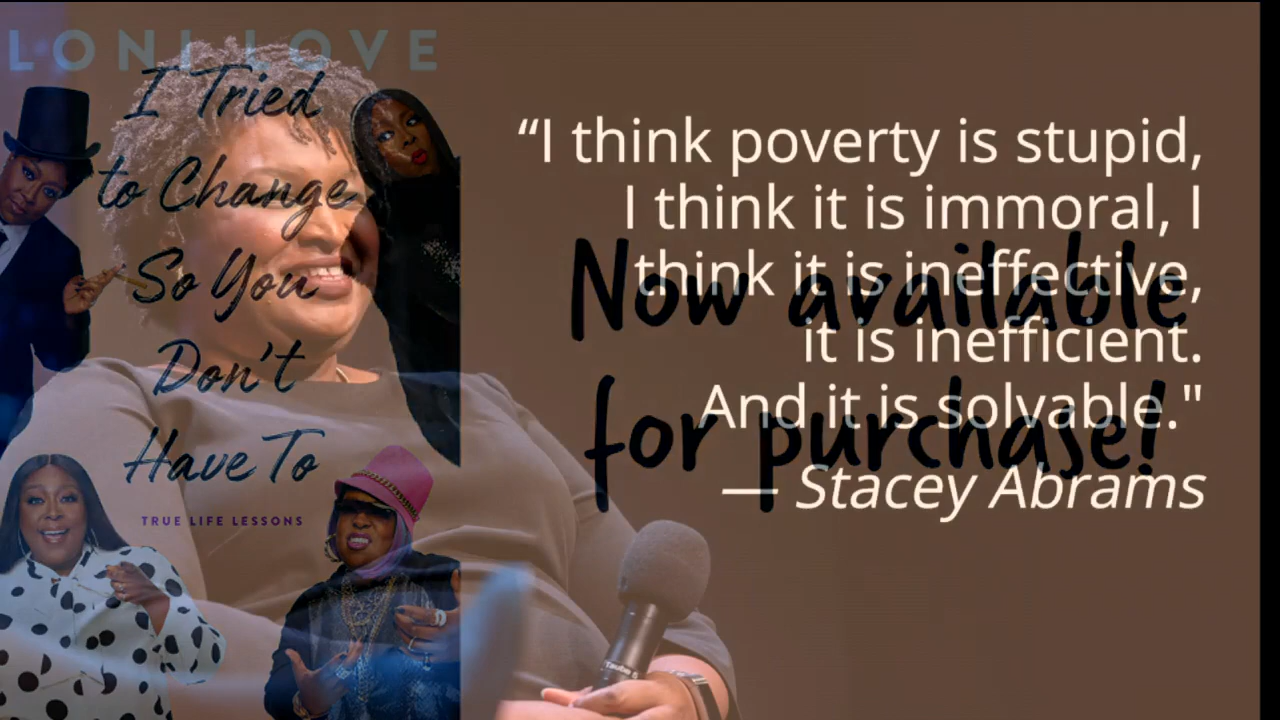 LONI LOVE
I Tried
to Change
So You
Don't
Have To
TRUE LIFE LESSONS
“I think poverty is stupid,
I think it is immoral, I
think it is ineffective,
it is inefficient.
And it is solvable."
— Stacey Abrams
Now available
for purchase!